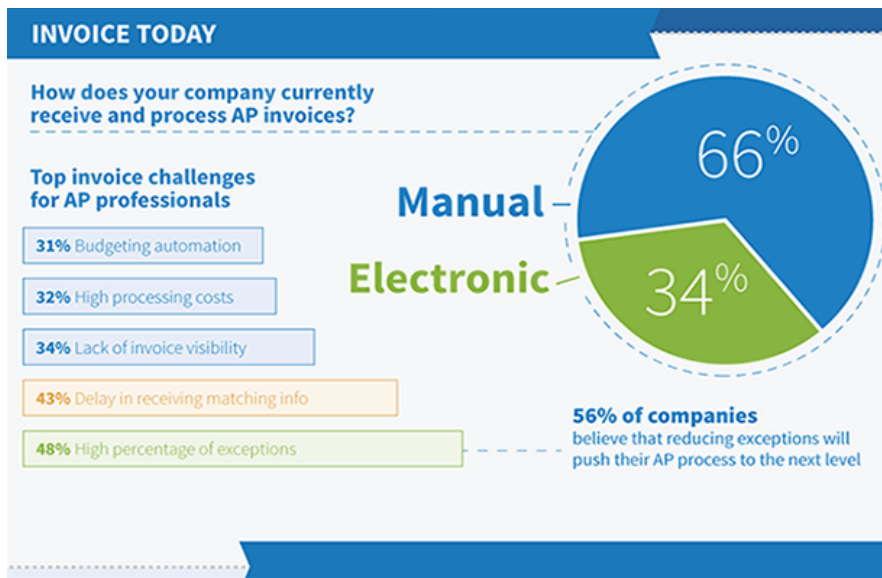 INVOICE TODAY
How does your company currently
receive and process AP invoices?
Top invoice challenges
for AP professionals
31% Budgeting automation
32% High processing costs
34% Lack of invoice visibility
43% Delay in receiving matching info
48% High percentage of exceptions
Manual
Electronic
66%
34%
56% of companies
believe that reducing exceptions will
push their AP process to the next level